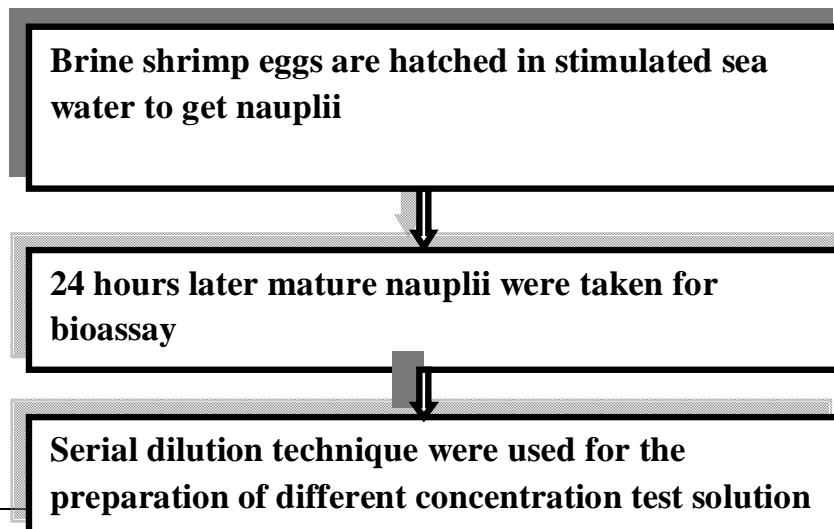 Brine shrimp eggs are hatched in stimulated sea
water to get nauplii
24 hours later mature nauplii were taken for
bioassay
Serial dilution technique were used for the
preparation of different concentration test solution